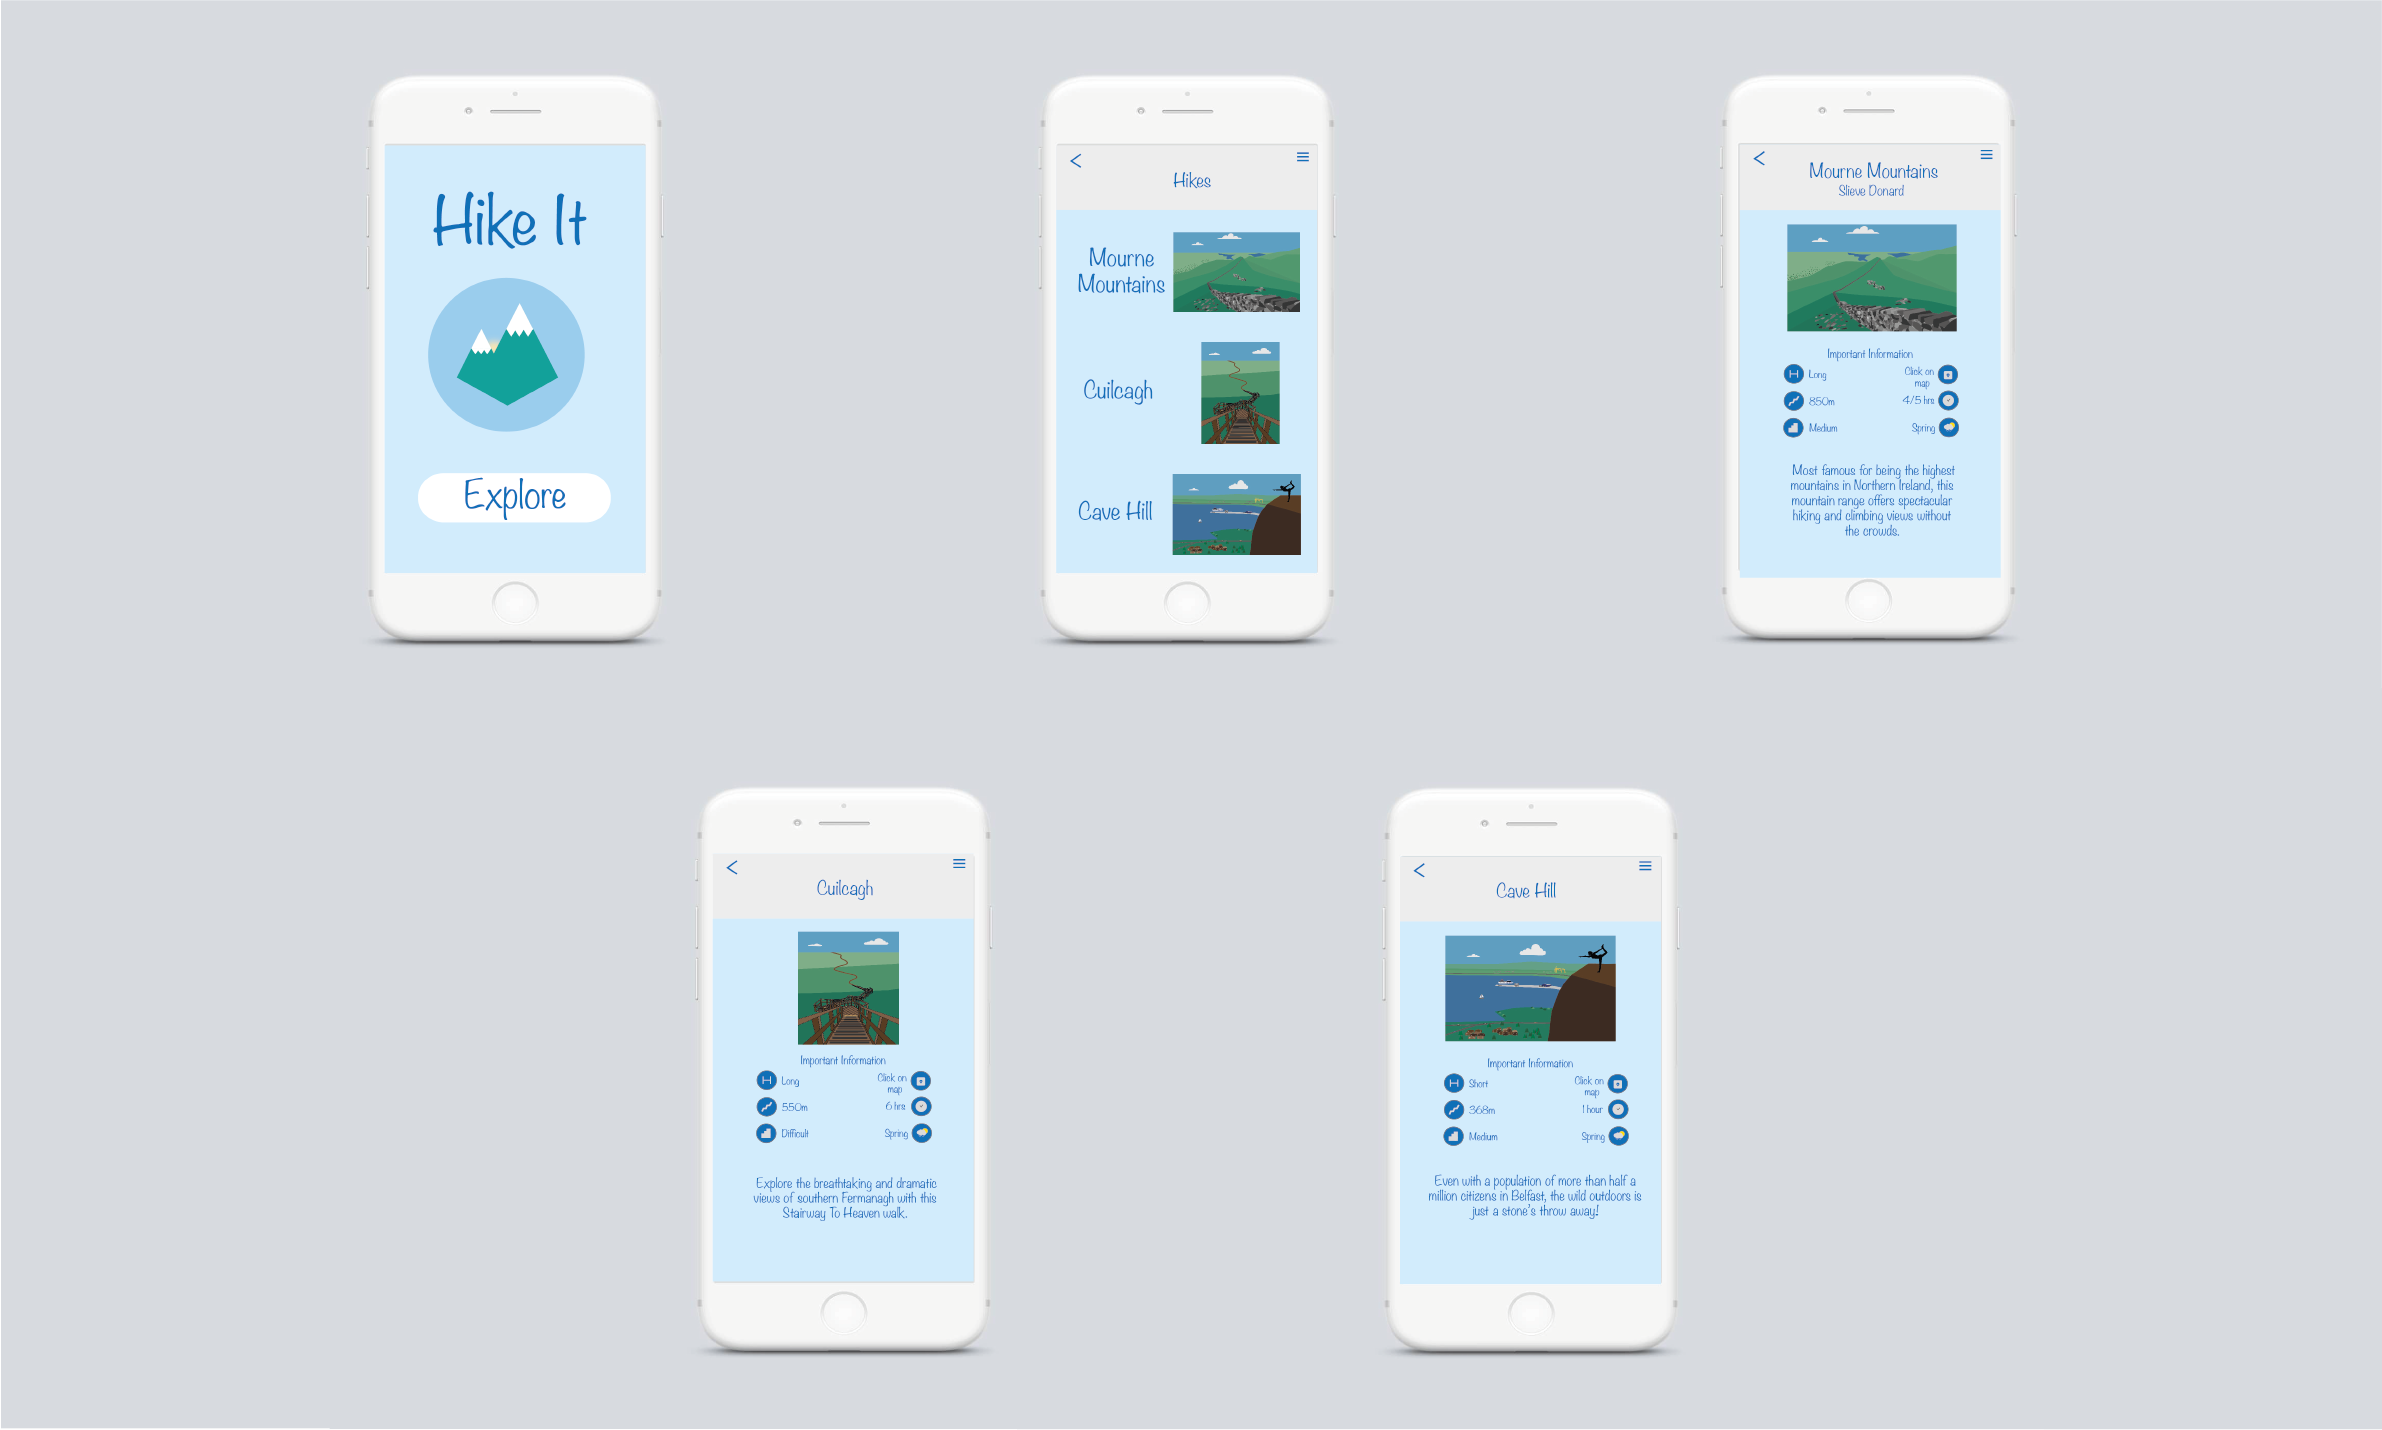 Hike It
Explore
Hikes
Mourne
Mountains
Cuilcagh
Cave Hill
Mourne Mountains
Slieve Donard
Important Information
Long
Click on
map
850m
4/5 hrs
Medium
Spring
Most famous for being the highest
mountains in Northern Ireland, this
mountain range offers spectacular
hiking and climbing views without
the crowds.
Cuilcagh
Important Information
Long
Click on
map
550m
6 hrs
Difficult
Spring
Explore the breathtaking and dramatic
views of southern Fermanagh with this
Stairway To Heaven walk.
Cave Hill
Important Information
Short
Click on
map
368m
1 hour
Medium
Spring
Even with a population of more than half a
million citizens in Belfast, the wild outdoors is
just a stone's throw away!